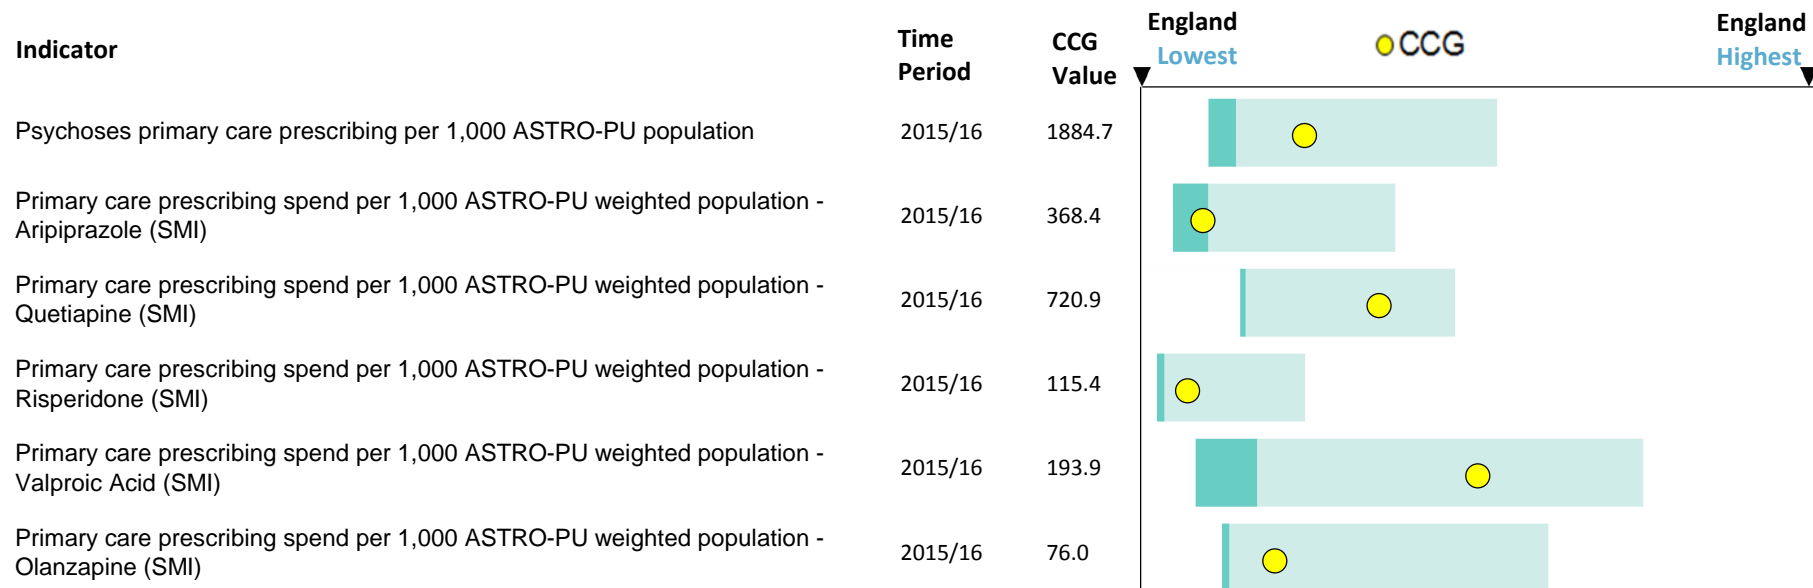 Indicator
Time
Period
CCG
Value
England
Lowest
CCG
England
Highest
Psychoses primary care prescribing per 1,000 ASTRO-PU population
2015/16
1884.7
Primary care prescribing spend per 1,000 ASTRO-PU weighted population -
Aripiprazole (SMI)
2015/16
368.4
Primary care prescribing spend per 1,000 ASTRO-PU weighted population -
Quetiapine (SMI)
2015/16
720.9
Primary care prescribing spend per 1,000 ASTRO-PU weighted population -
Risperidone (SMI)
2015/16
115.4
Primary care prescribing spend per 1,000 ASTRO-PU weighted population -
Valproic Acid (SMI)
2015/16
193.9
Primary care prescribing spend per 1,000 ASTRO-PU weighted population -
Olanzapine (SMI)
2015/16
76.0